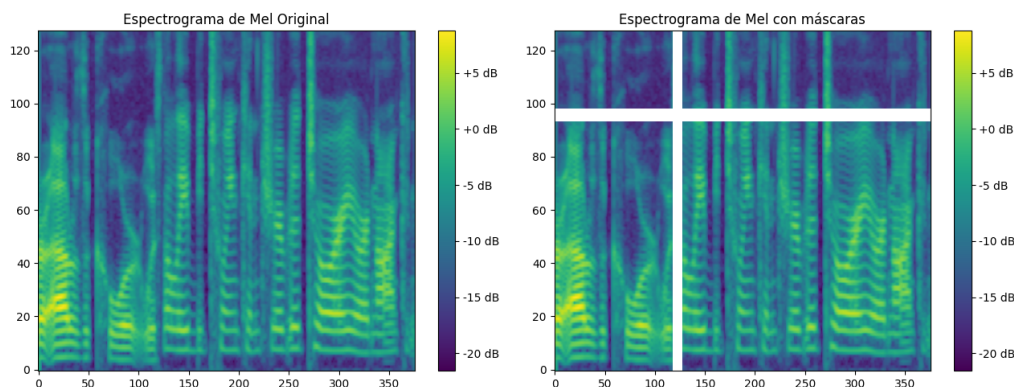 Espectrograma de Mel Original
120
100
80
60
40
20
0
0 50 100 150 200 250 300 350
+5 dB
+0 dB
-5 dB
-10 dB
-15 dB
-20 dB
Espectrograma de Mel con máscaras
120
100
80
60
40
20
0
0 50 100 150 200 250 300 350
+5 dB
+0 dB
-5 dB
-10 dB
-15 dB
-20 dB